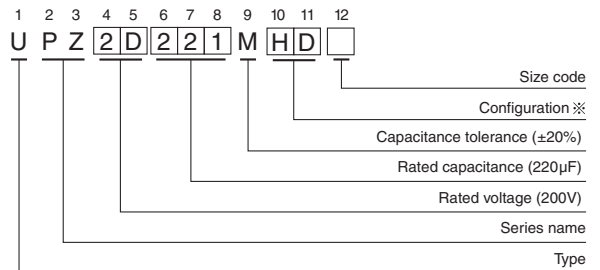 1 2 3 4 5 6 7 8 9 10 11 12
U P Z 2 D 2 2 1 M H D
Size code
Configuration ※
Capacitance tolerance (±20%)
Rated capacitance (220µF)
Rated voltage (200V)
Series name
Type